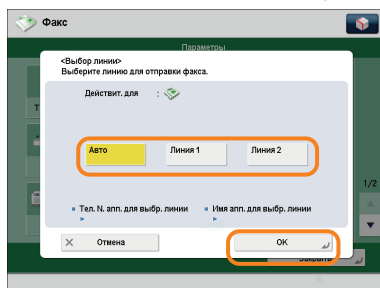 Факс
Параметры
<Выбор линии>
Выберите линию для отправки факса.
Действит. для :
Авто Линия 1 Линия 2
1/2
Тел. N. апп. для выбр. линии Имя апп. для выбр. линии
Отмена OK
Закрыть